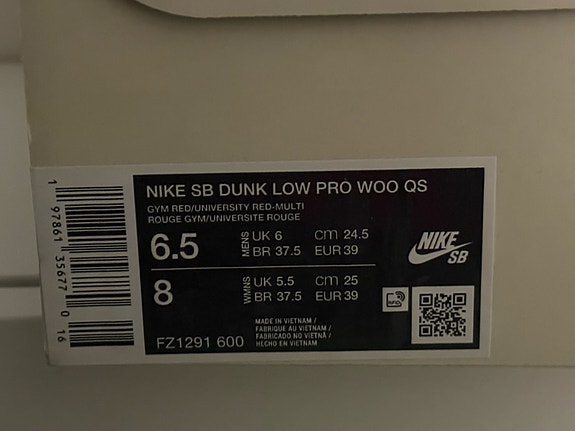 NIKE SB DUNK LOW PRO WOO QS
GYM RED/UNIVERSITY RED-MULTI
ROUGE GYM/UNIVERSITE ROUGE
6.5 MENS UK 6 cm 24.5
BR 37.5 EUR 39
8 WMNS UK 5.5 cm 25
BR 37.5 EUR 39
MADE IN VIETNAM /
FABRIQUE AU VIETNAM /
FABRICADO NO VIETNÃ /
HECHO EN VIETNAM
FZ1291 600
NIKE
SB
1 97861 35677 0 16